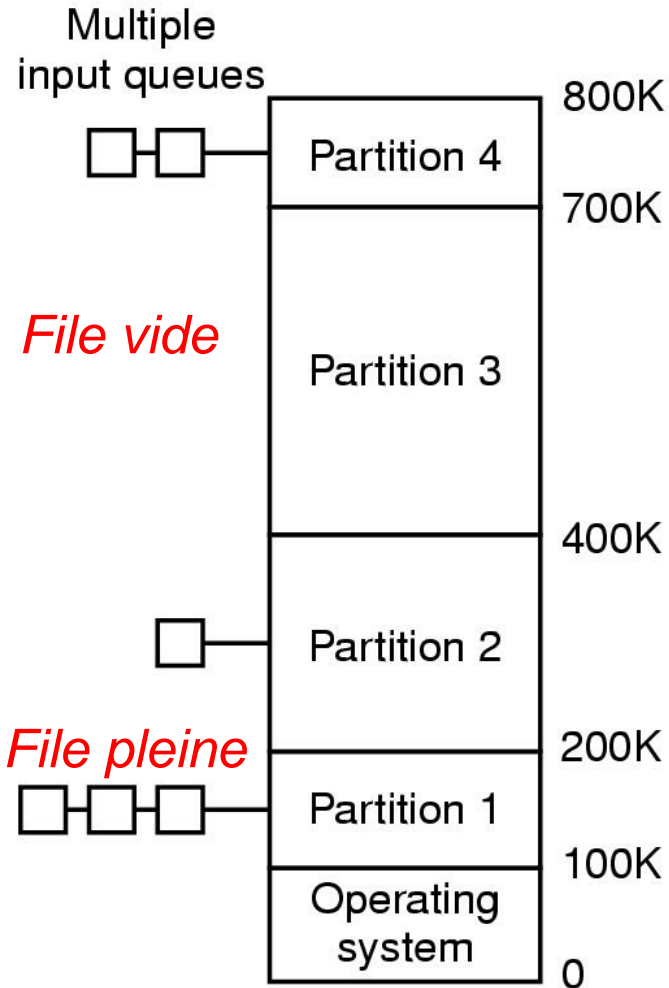 Multiple
input queues
800K
Partition 4
700K
File vide
Partition 3
400K
Partition 2
File pleine
200K
Partition 1
100K
Operating
system
0